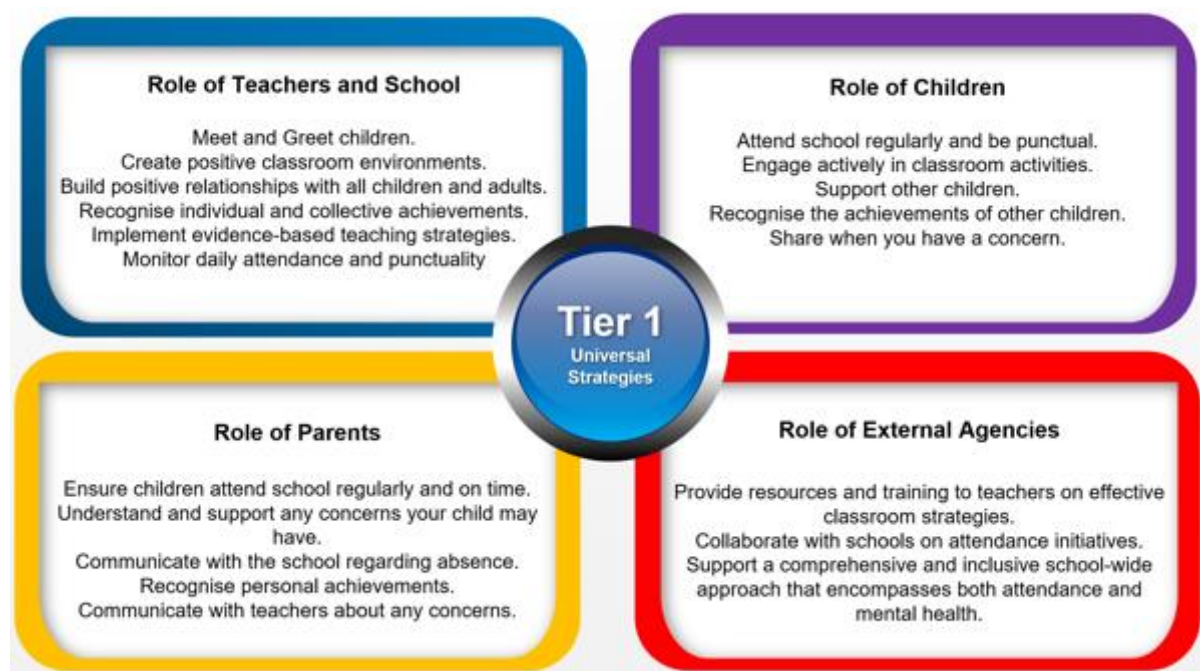 Role of Teachers and School
Meet and Greet children.
Create positive classroom environments.
Build positive relationships with all children and adults.
Recognise individual and collective achievements.
Implement evidence-based teaching strategies.
Monitor daily attendance and punctuality
Role of Children
Attend school regularly and be punctual.
Engage actively in classroom activities.
Support other children.
Recognise the achievements of other children.
Share when you have a concern.
Tier 1
Universal
Strategies
Role of Parents
Ensure children attend school regularly and on time.
Understand and support any concerns your child may
have.
Communicate with the school regarding absence.
Recognise personal achievements.
Communicate with teachers about any concerns.
Role of External Agencies
Provide resources and training to teachers on effective
classroom strategies.
Collaborate with schools on attendance initiatives.
Support a comprehensive and inclusive school-wide
approach that encompasses both attendance and
mental health.